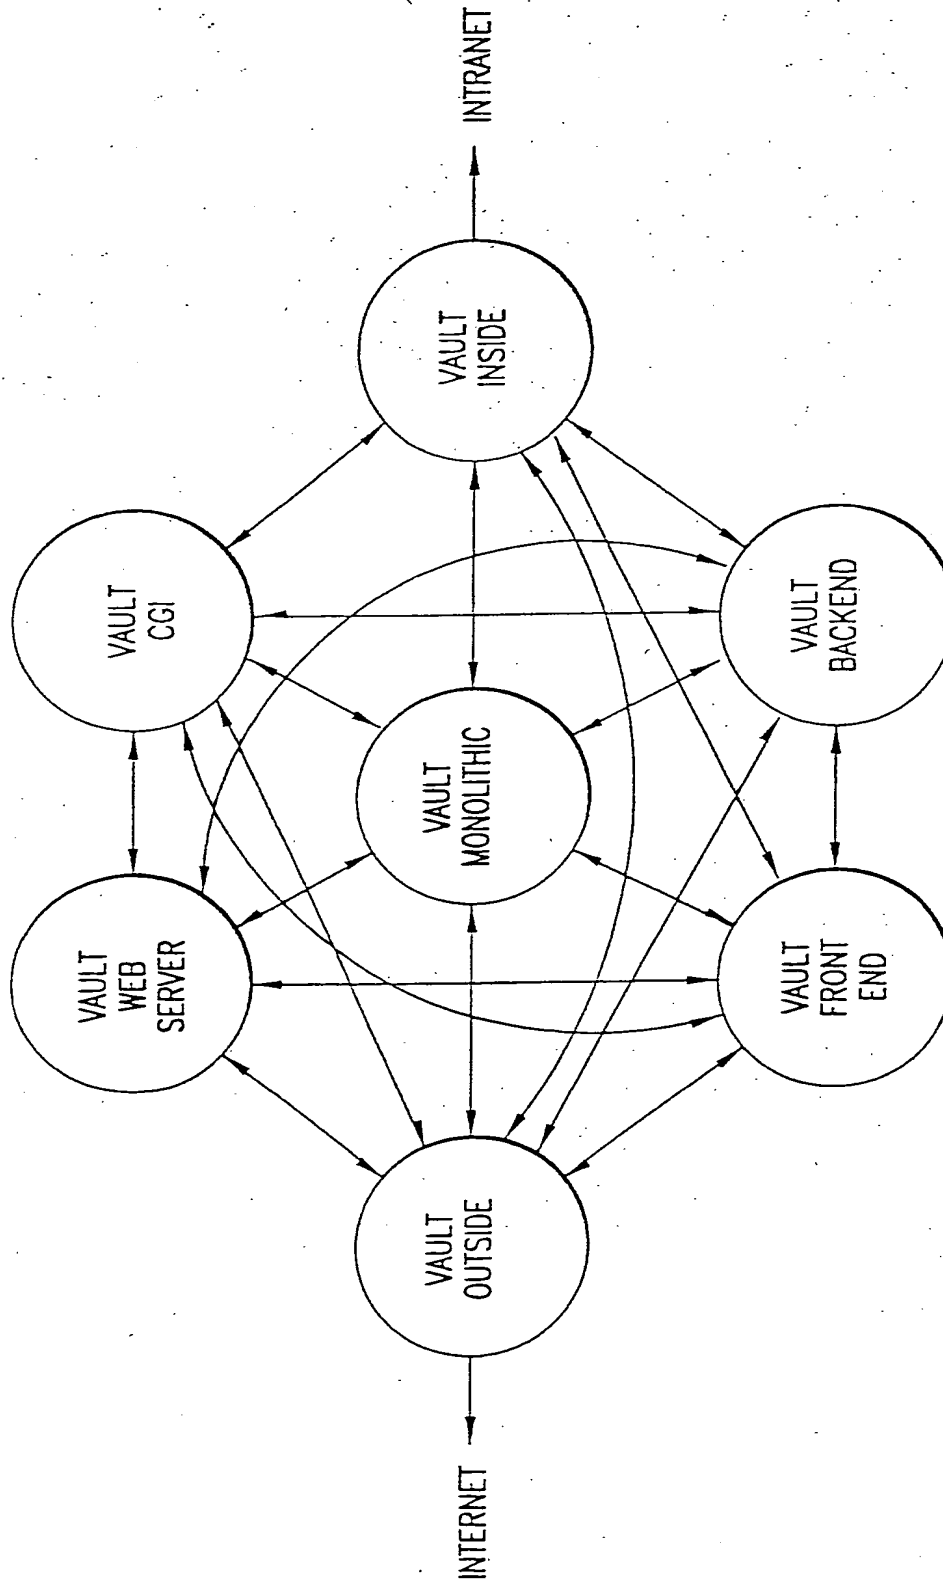 VAULT
WEB
SERVER
VAULT
CGI
INTERNET
VAULT
OUTSIDE
VAULT
MONOLITHIC
VAULT
INSIDE
INTRANET
VAULT
FRONT
END
VAULT
BACKEND